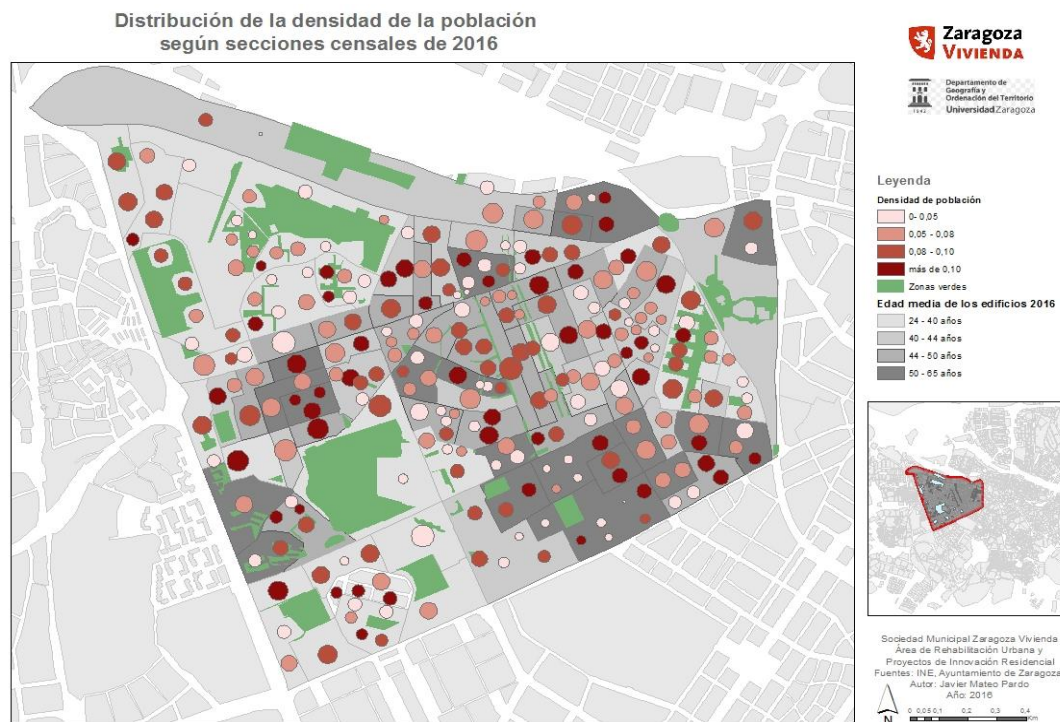 Distribución de la densidad de la población
según secciones censales de 2016
Zaragoza
VIVIENDA
Departamento de
Geografía y
Ordenación del Territorio
Universidad Zaragoza
1542
Leyenda
Densidad de población
0- 0,05
0,05 - 0,08
0,08 - 0,10
más de 0,10
Zonas verdes
Edad media de los edificios 2016
24 - 40 años
40 - 44 años
44 - 50 años
50 - 65 años
Sociedad Municipal Zaragoza Vivienda
Área de Rehabilitación Urbana y
Proyectos de Innovación Residencial
Fuentes: INE, Ayuntamiento de Zaragoza
Autor: Javier Mateo Pardo
Año: 2016
N
0 0,05 0,1 0,2 0,3 0,4
Km